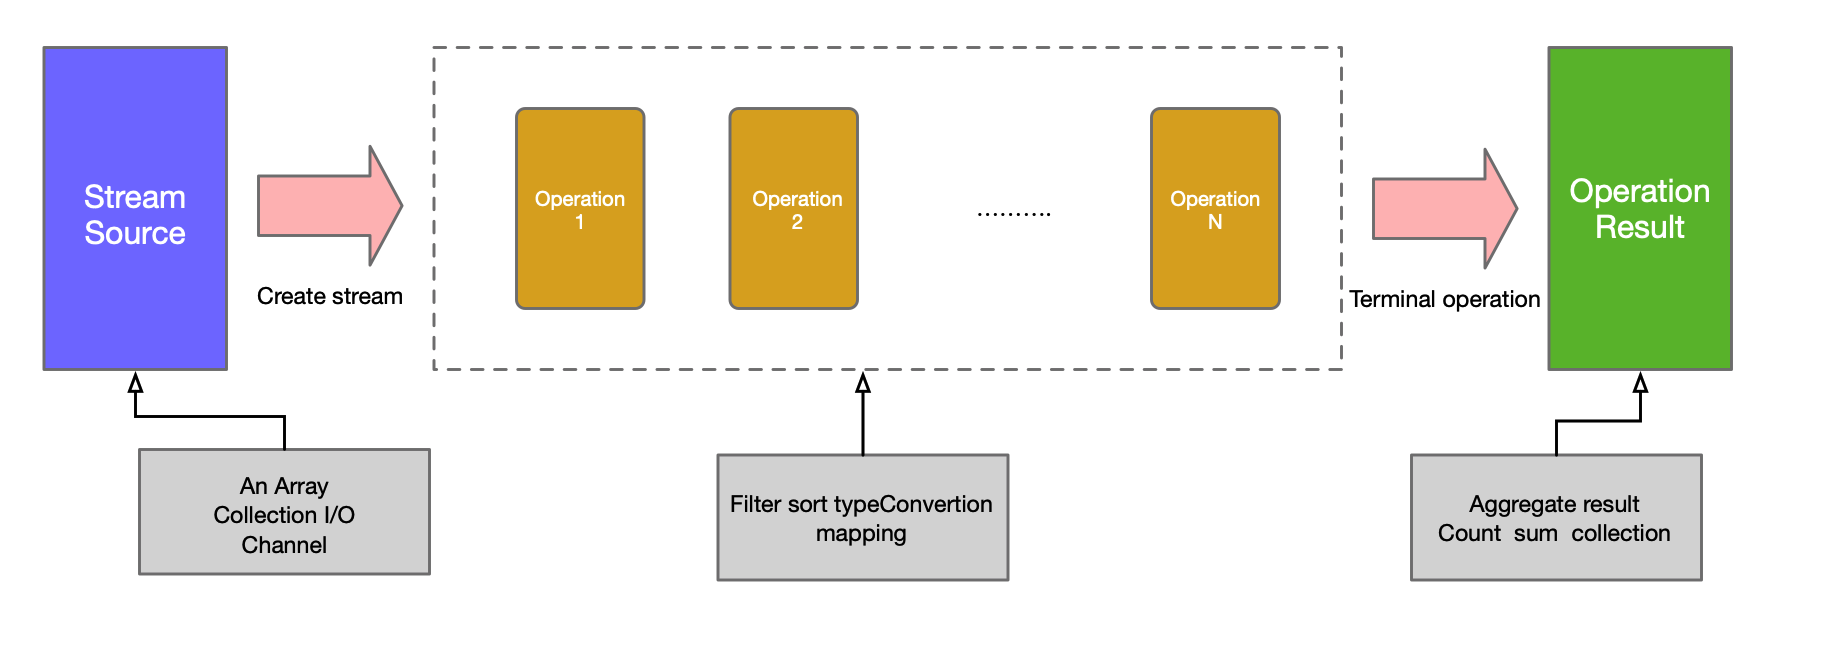 Stream
Source
Create stream
Operation
1
Operation
2
..........
Operation
N
Terminal operation
Operation
Result
An Array
Collection I/O
Channel
Filter sort typeConvertion
mapping
Aggregate result
Count  sum  collection